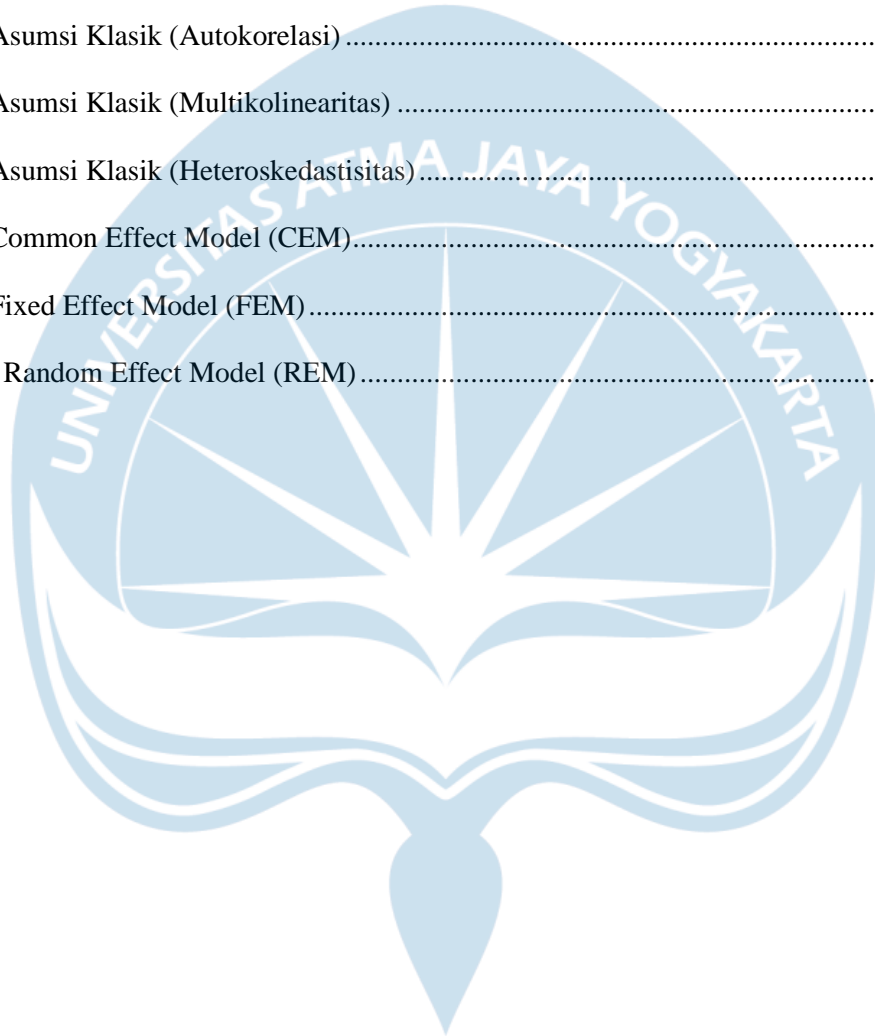 Asumsi Klasik (Autokorelasi) ........................................................................
Asumsi Klasik (Multikolinearitas) .................................................................
Asumsi Klasik (Heteroskedastisitas) ..............................................................
Common Effect Model (CEM) .......................................................................
Fixed Effect Model (FEM) .............................................................................
Random Effect Model (REM) ......................................................................
UNIVERSITAS ATMA JAYA YOGYAKARTA